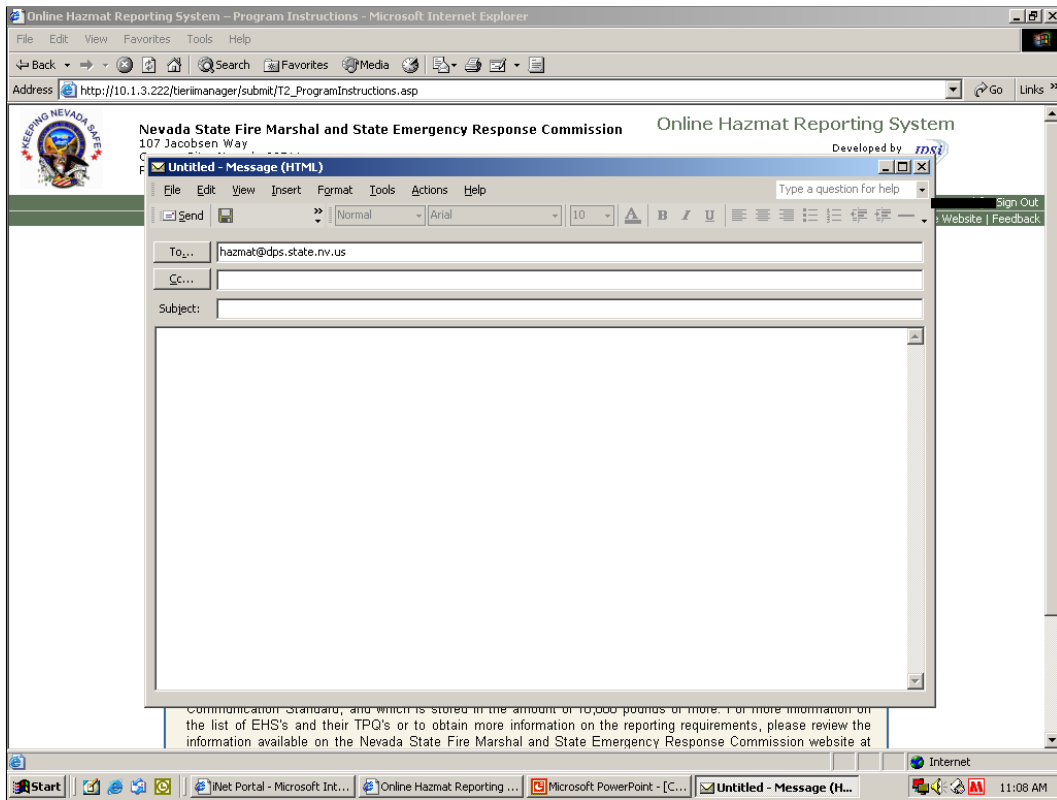 Online Hazmat Reporting System – Program Instructions - Microsoft Internet Explorer
File Edit View Favorites Tools Help
Back Search Favorites Media
Address http://10.1.3.222/tieriimanager/submit/T2_ProgramInstructions.asp Go Links »
KEEPING NEVADA SAFE
Nevada State Fire Marshal and State Emergency Response Commission
107 Jacobsen Way
Online Hazmat Reporting System
Developed by IDSi
Sign Out
Website | Feedback
Untitled - Message (HTML)
File Edit View Insert Format Tools Actions Help Type a question for help
Send » Normal Arial 10 A B I U
To... hazmat@dps.state.nv.us
Cc...
Subject:
Communication Standard, and which is stored in the amount of 10,000 pounds or more. For more information on
the list of EHS's and their TPQ's or to obtain more information on the reporting requirements, please review the
information available on the Nevada State Fire Marshal and State Emergency Response Commission website at
Internet
Start iNet Portal - Microsoft Int... Online Hazmat Reporting ... Microsoft PowerPoint - [C... Untitled - Message (H... 11:08 AM